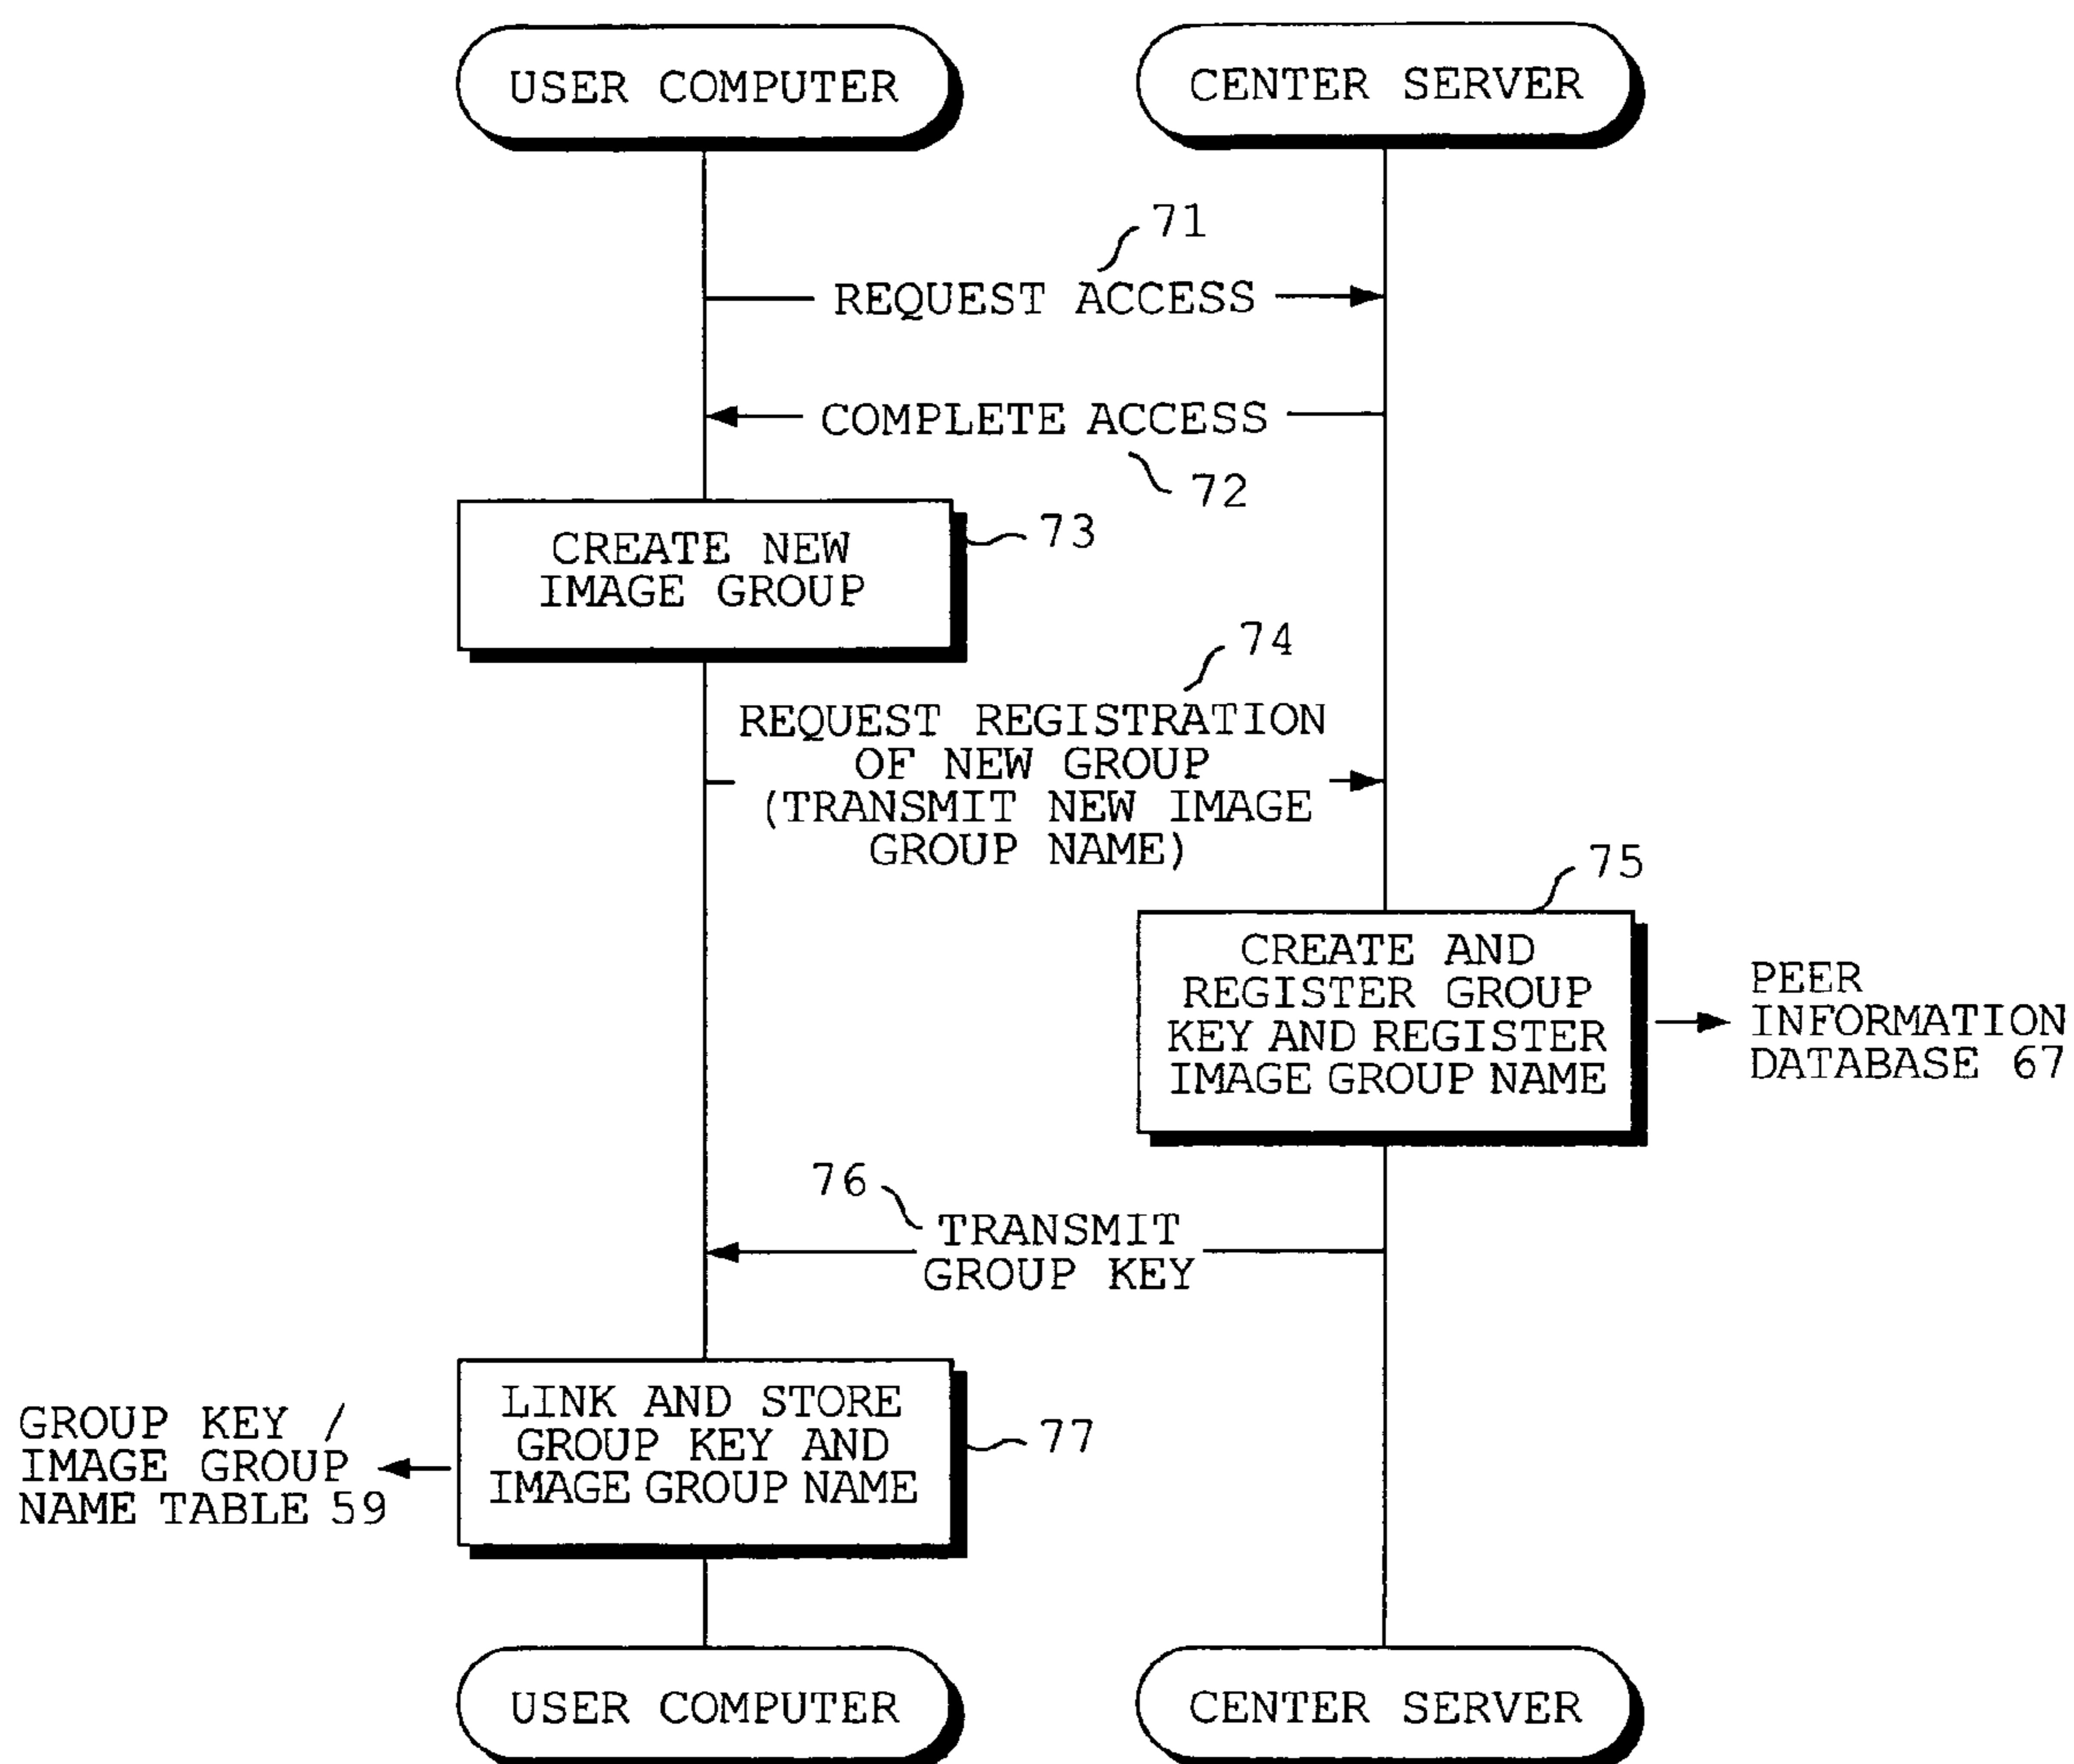 USER COMPUTER
CENTER SERVER
71
REQUEST ACCESS
COMPLETE ACCESS
72
CREATE NEW
IMAGE GROUP
73
74
REQUEST REGISTRATION
OF NEW GROUP
(TRANSMIT NEW IMAGE
GROUP NAME)
75
CREATE AND
REGISTER GROUP
KEY AND REGISTER
IMAGE GROUP NAME
PEER
INFORMATION
DATABASE 67
76
TRANSMIT
GROUP KEY
GROUP KEY /
IMAGE GROUP
NAME TABLE 59
LINK AND STORE
GROUP KEY AND
IMAGE GROUP NAME
77
USER COMPUTER
CENTER SERVER